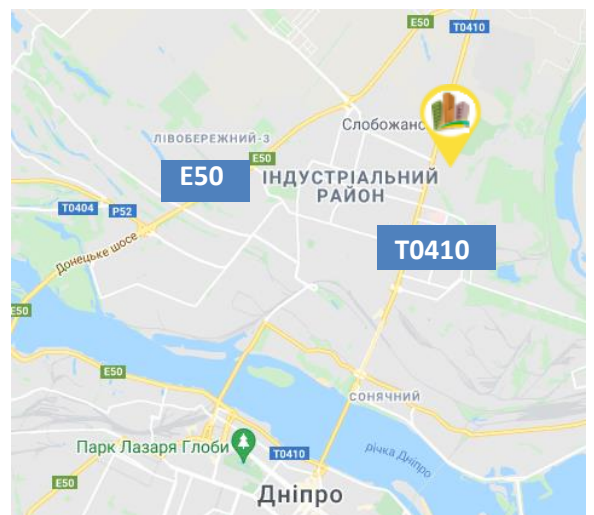 E50
T0410
Слобожанс
ЛІВОБЕРЕЖНИЙ-3
E50
E50
ІНДУСТРІАЛЬНИЙ
РАЙОН
T0404
P52
T0410
Донецьке шосе
E50
E50
СОНЯЧНИЙ
Парк Лазаря Глоби
T0410
річка Дніпро
E50
Дніпро